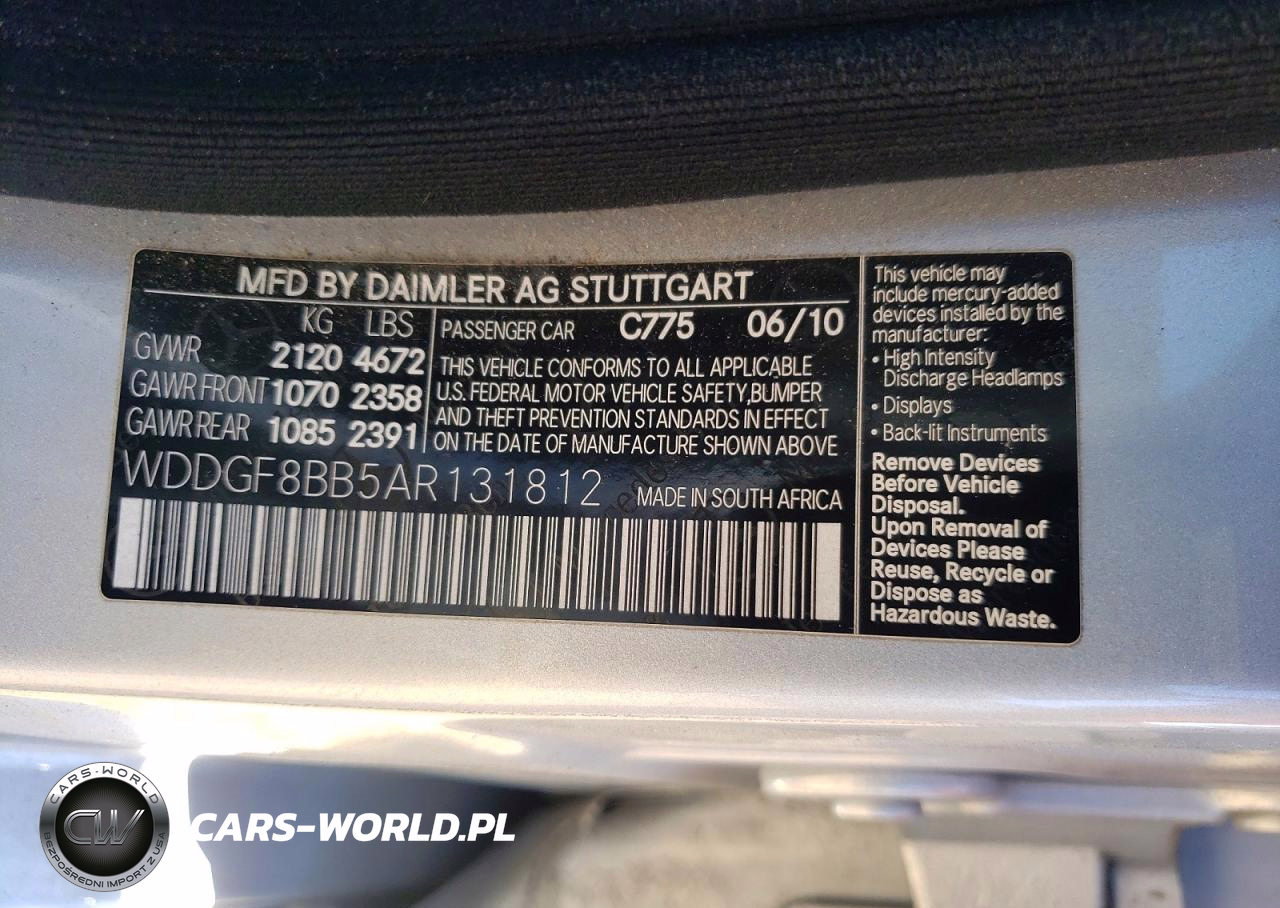 MFD BY DAIMLER AG STUTTGART
KG LBS
GVWR 2120 4672
GAWR FRONT 1070 2358
GAWR REAR 1085 2391
PASSENGER CAR C775 06/10
THIS VEHICLE CONFORMS TO ALL APPLICABLE
U.S. FEDERAL MOTOR VEHICLE SAFETY,BUMPER
AND THEFT PREVENTION STANDARDS IN EFFECT
ON THE DATE OF MANUFACTURE SHOWN ABOVE
WDDGF8BB5AR131812 MADE IN SOUTH AFRICA
This vehicle may
include mercury-added
devices installed by the
manufacturer:
• High Intensity
Discharge Headlamps
• Displays
• Back-lit Instruments
Remove Devices
Before Vehicle
Disposal.
Upon Removal of
Devices Please
Reuse, Recycle or
Dispose as
Hazardous Waste.
CARS-WORLD
CW
BEZPOŚREDNI IMPORT Z USA
CARS-WORLD.PL